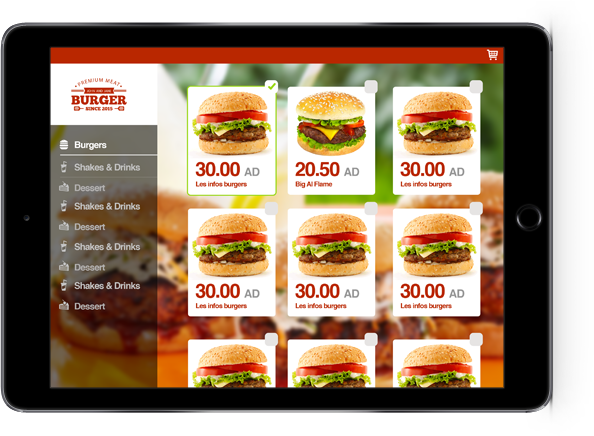 PREMIUM MEAT
BURGER
SINCE 2015
Burgers
Shakes & Drinks
Dessert
Shakes & Drinks
Dessert
Shakes & Drinks
Dessert
Shakes & Drinks
Dessert
30.00 AD
Les infos burgers
20.50 AD
Big Al Flame
30.00 AD
Les infos burgers
30.00 AD
Les infos burgers
30.00 AD
Les infos burgers
30.00 AD
Les infos burgers